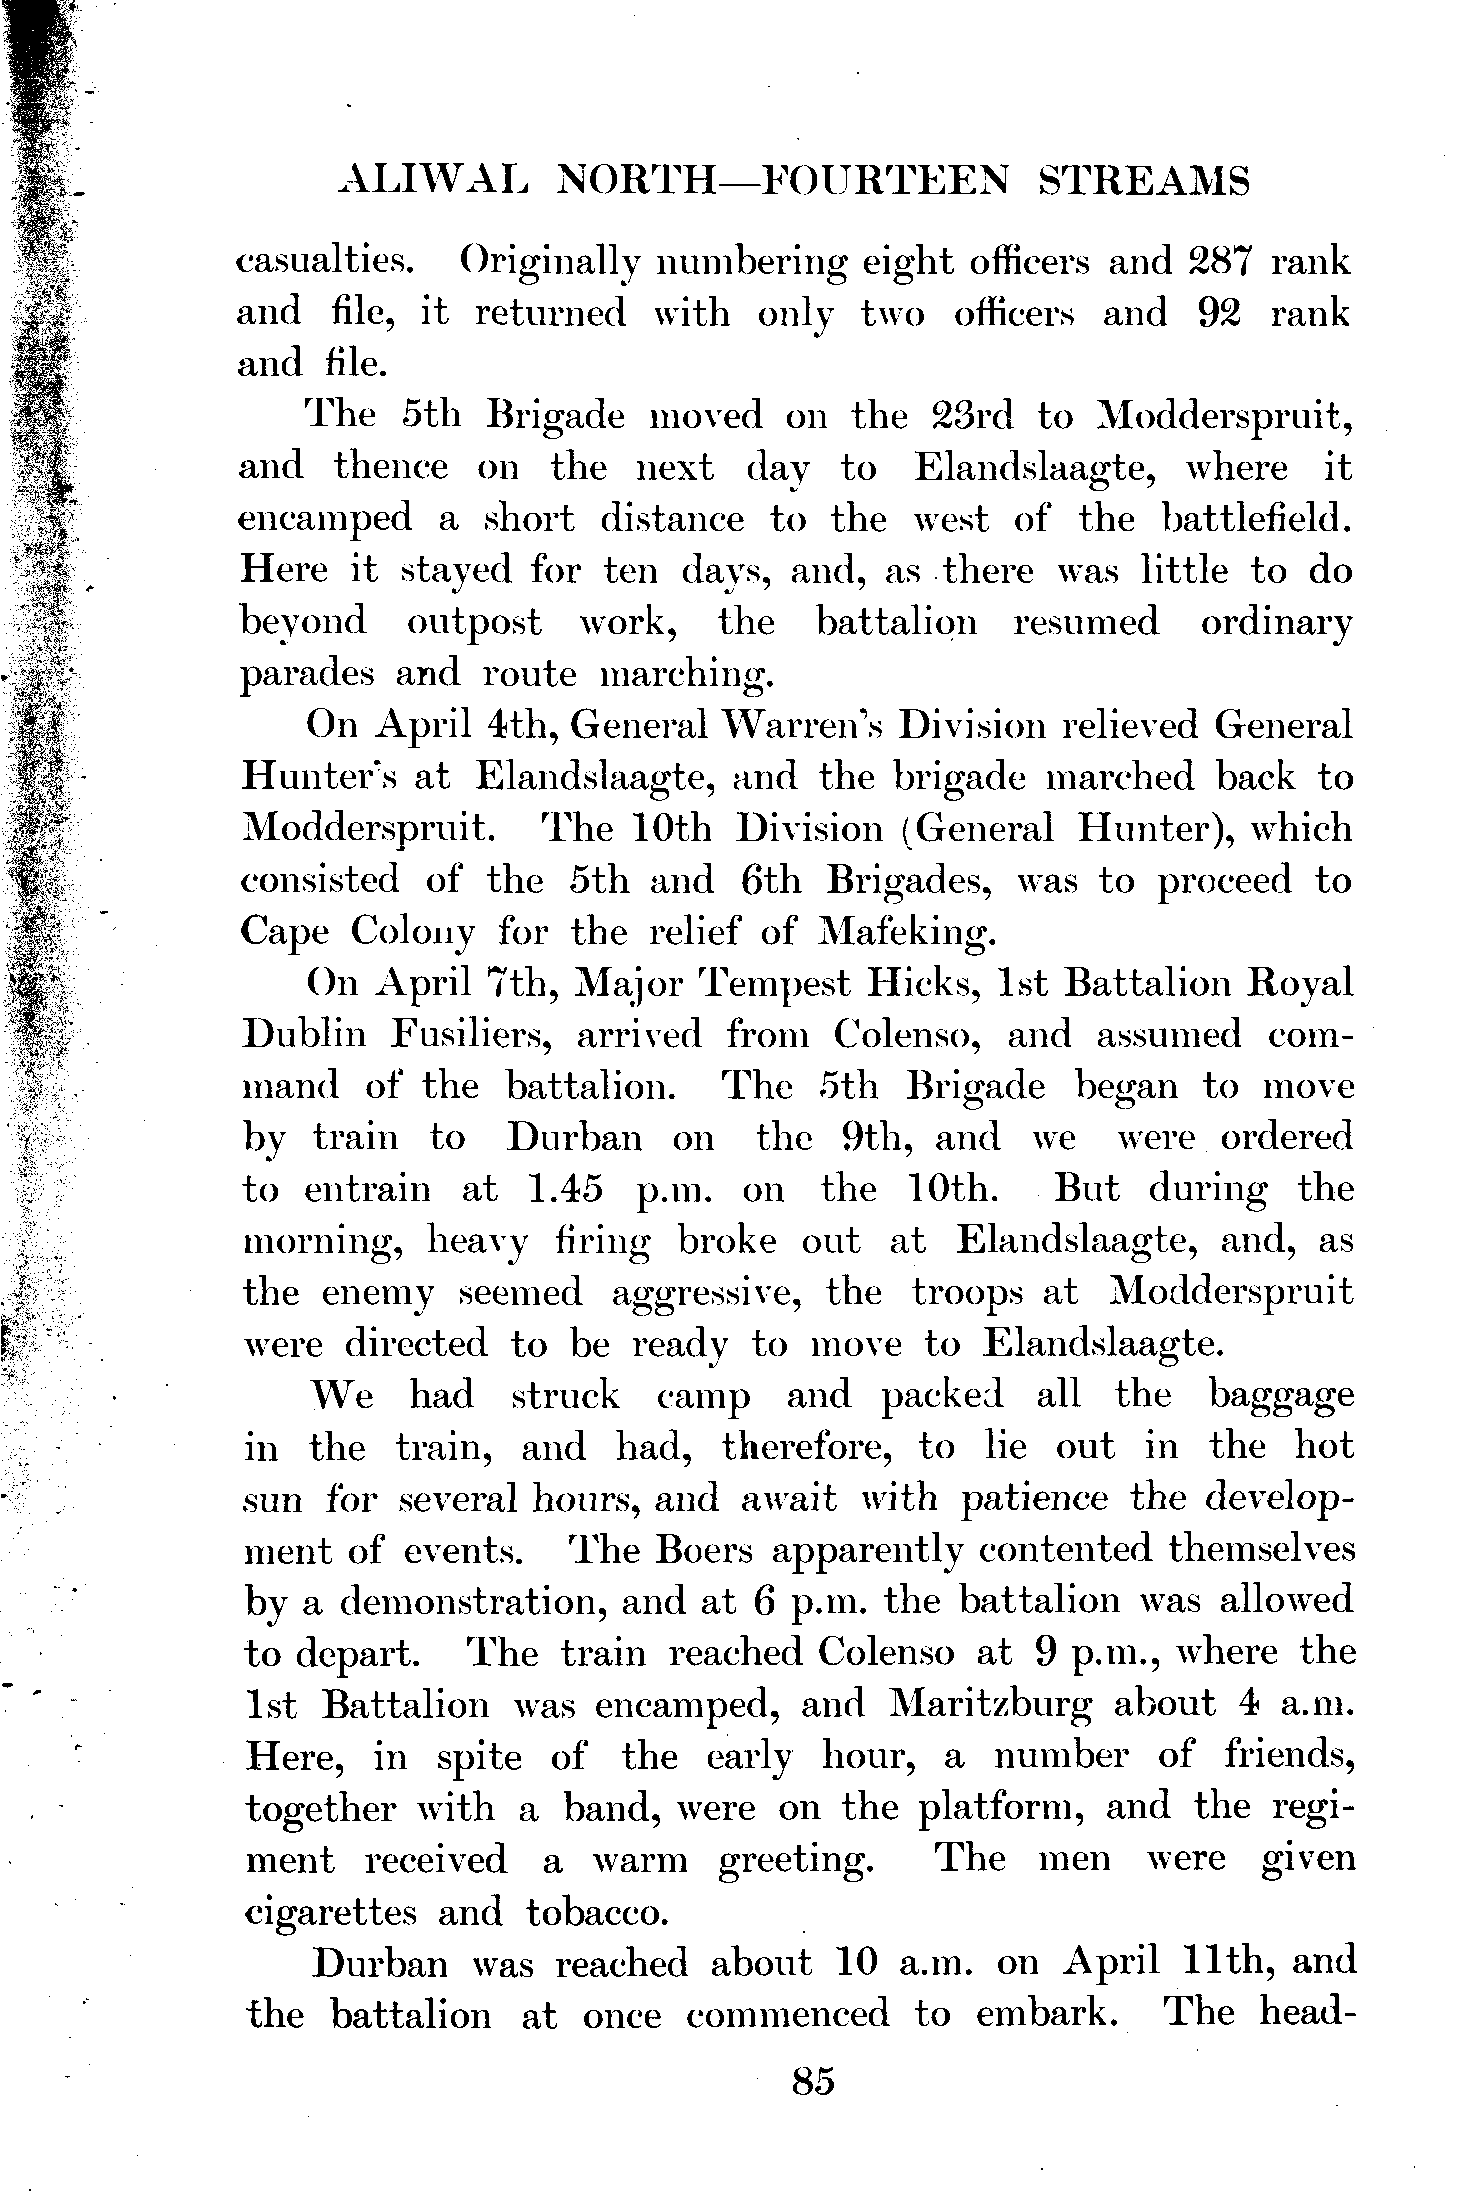 ALIWAL NORTH—FOURTEEN STREAMS
casualties. Originally numbering eight officers and 287 rank
and file, it returned with only two officers and 92 rank
and file.
The 5th Brigade moved on the 23rd to Modderspruit,
and thence on the next day to Elandslaagte, where it
encamped a short distance to the west of the battlefield.
Here it stayed for ten days, and, as there was little to do
beyond outpost work, the battalion resumed ordinary
parades and route marching.
On April 4th, General Warren's Division relieved General
Hunter's at Elandslaagte, and the brigade marched back to
Modderspruit. The 10th Division (General Hunter), which
consisted of the 5th and 6th Brigades, was to proceed to
Cape Colony for the relief of Mafeking.
On April 7th, Major Tempest Hicks, 1st Battalion Royal
Dublin Fusiliers, arrived from Colenso, and assumed com-
mand of the battalion. The 5th Brigade began to move
by train to Durban on the 9th, and we were ordered
to entrain at 1.45 p.m. on the 10th. But during the
morning, heavy firing broke out at Elandslaagte, and, as
the enemy seemed aggressive, the troops at Modderspruit
were directed to be ready to move to Elandslaagte.
We had struck camp and packed all the baggage
in the train, and had, therefore, to lie out in the hot
sun for several hours, and await with patience the develop-
ment of events. The Boers apparently contented themselves
by a demonstration, and at 6 p.m. the battalion was allowed
to depart. The train reached Colenso at 9 p.m., where the
1st Battalion was encamped, and Maritzburg about 4 a.m.
Here, in spite of the early hour, a number of friends,
together with a band, were on the platform, and the regi-
ment received a warm greeting. The men were given
cigarettes and tobacco.
Durban was reached about 10 a.m. on April 11th, and
the battalion at once commenced to embark. The head-
85